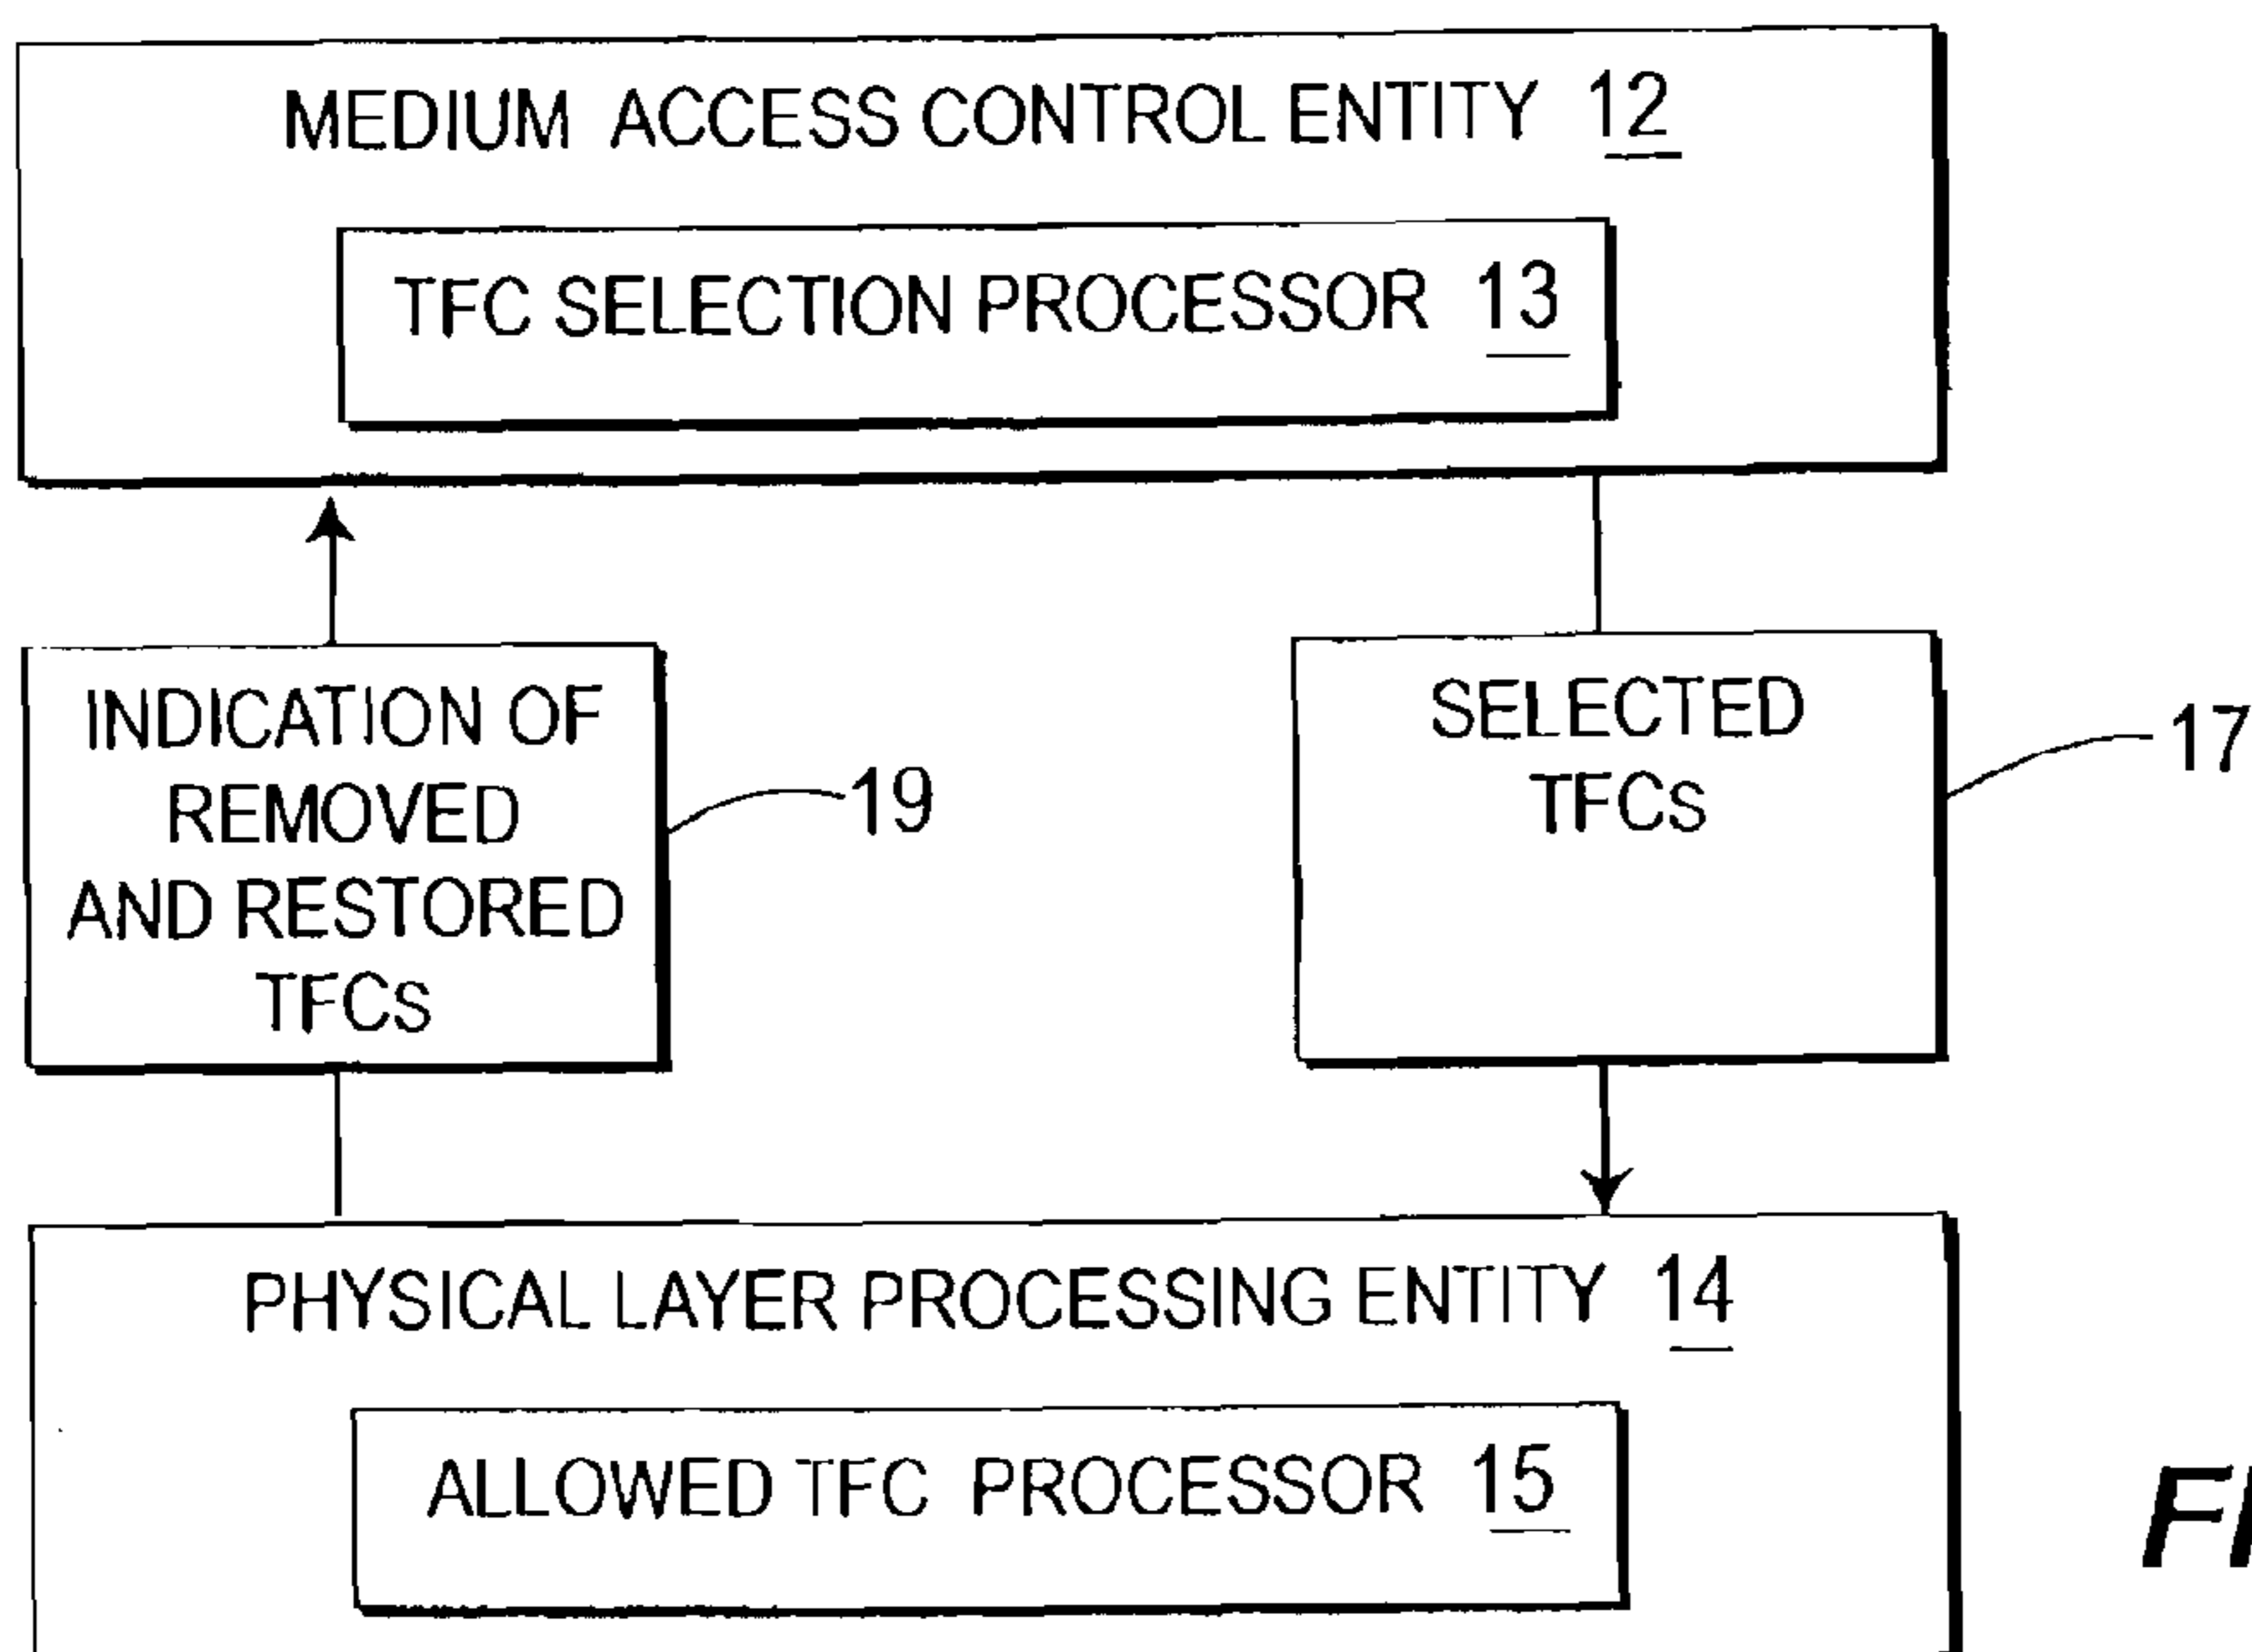 MEDIUM ACCESS CONTROL ENTITY 12
TFC SELECTION PROCESSOR 13
INDICATION OF
REMOVED
AND RESTORED
TFCS
19
SELECTED
TFCS
17
PHYSICAL LAYER PROCESSING ENTITY 14
ALLOWED TFC PROCESSOR 15